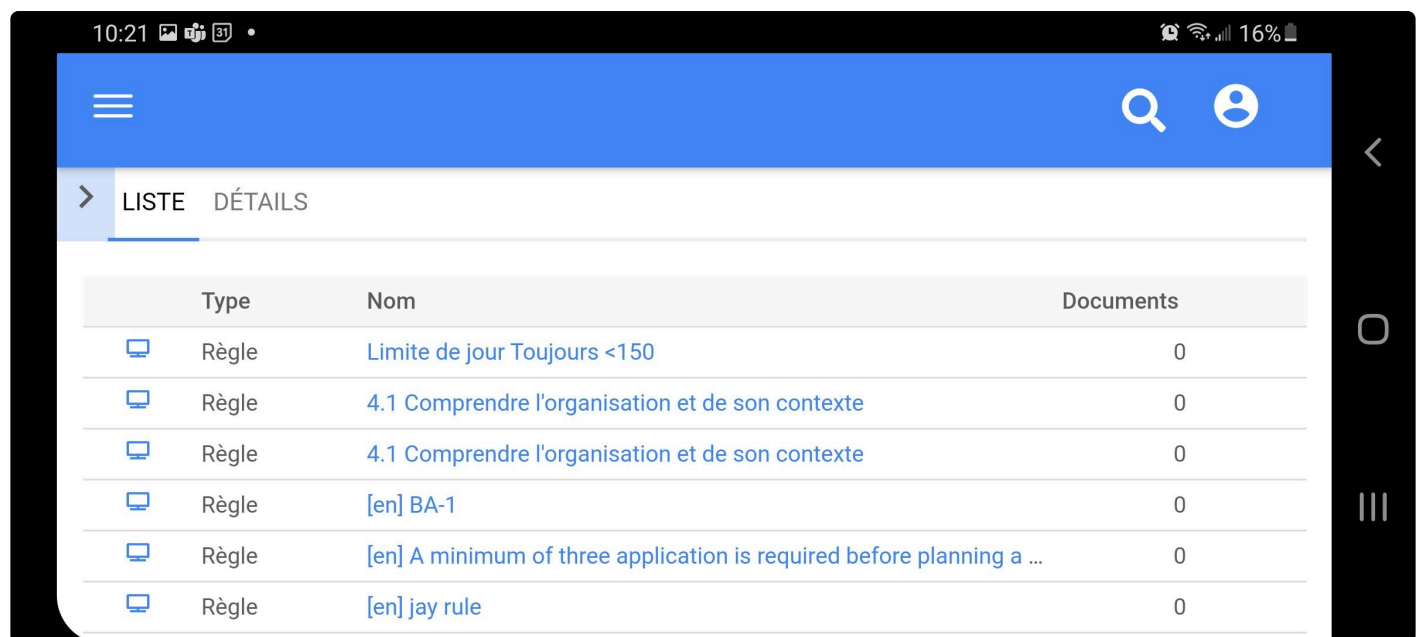 10:21 31 16%
LISTE DÉTAILS
Type Nom Documents
Règle Limite de jour Toujours <150 0
Règle 4.1 Comprendre l'organisation et de son contexte 0
Règle 4.1 Comprendre l'organisation et de son contexte 0
Règle [en] BA-1 0
Règle [en] A minimum of three application is required before planning a ... 0
Règle [en] jay rule 0